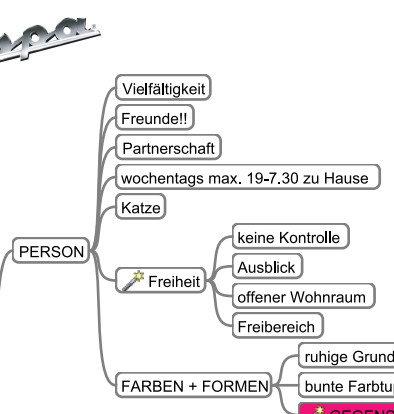 Vielfältigkeit
Freunde!!
Partnerschaft
wochentags max. 19-7.30 zu Hause
Katze
PERSON
Freiheit
keine Kontrolle
Ausblick
offener Wohnraum
Freibereich
FARBEN + FORMEN
ruhige Grund
bunte Farbtu